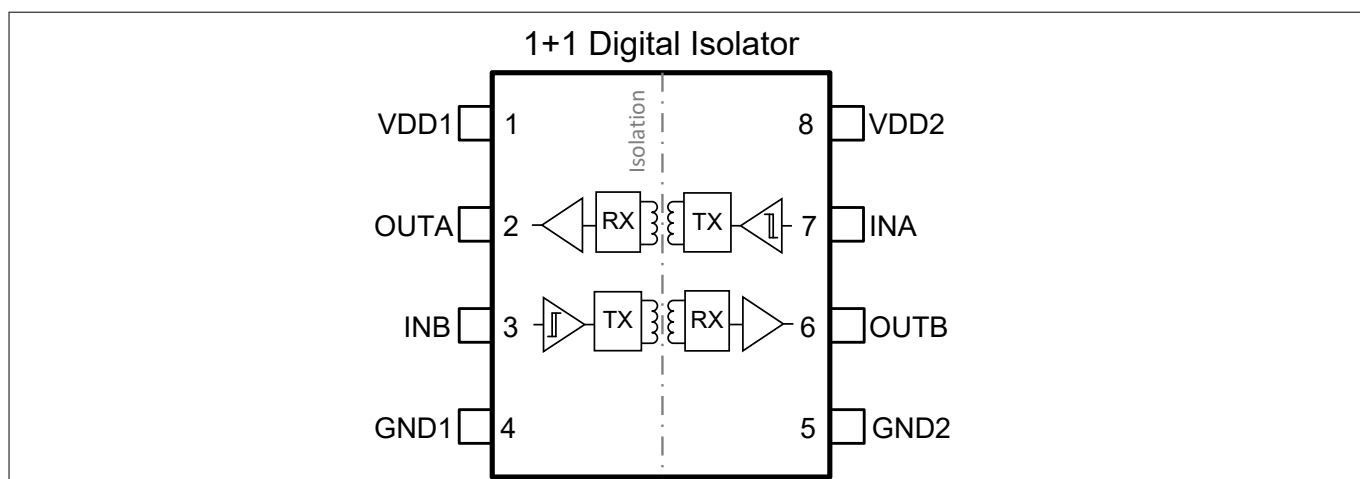 1+1 Digital Isolator
Isolation
VDD1 1 8 VDD2
OUTA 2 RX TX 7 INA
INB 3 TX RX 6 OUTB
GND1 4 5 GND2